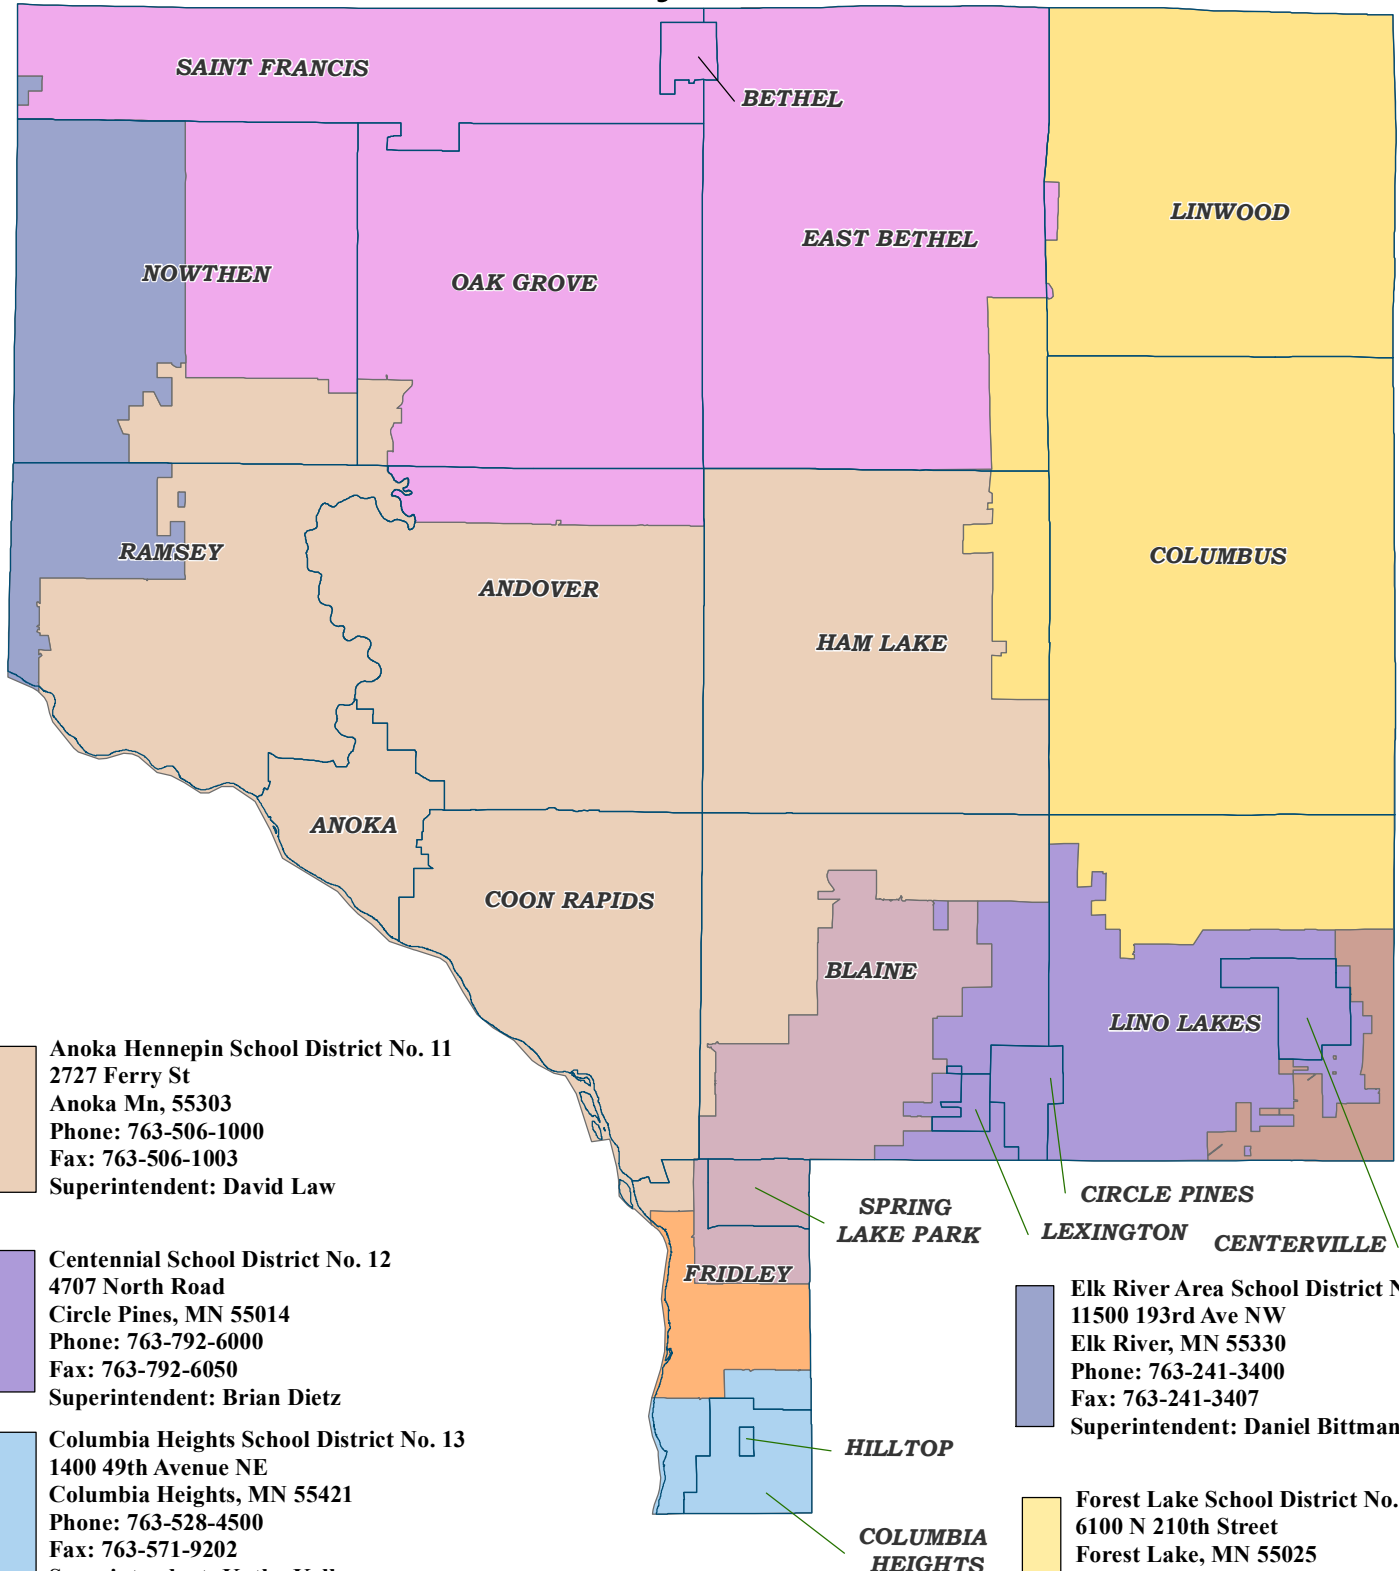 SAINT FRANCIS
BETHEL
LINWOOD
EAST BETHEL
NOWTHEN
OAK GROVE
RAMSEY
COLUMBUS
ANDOVER
HAM LAKE
ANOKA
COON RAPIDS
BLAINE
LINO LAKES
Anoka Hennepin School District No. 11
2727 Ferry St
Anoka Mn, 55303
Phone: 763-506-1000
Fax: 763-506-1003
Superintendent: David Law
CIRCLE PINES
SPRING
LAKE PARK
LEXINGTON
CENTERVILLE
FRIDLEY
Centennial School District No. 12
4707 North Road
Circle Pines, MN 55014
Phone: 763-792-6000
Fax: 763-792-6050
Superintendent: Brian Dietz
Elk River Area School District
11500 193rd Ave NW
Elk River, MN 55330
Phone: 763-241-3400
Fax: 763-241-3407
Superintendent: Daniel Bittman
Columbia Heights School District No. 13
1400 49th Avenue NE
Columbia Heights, MN 55421
Phone: 763-528-4500
Fax: 763-571-9202
HILLTOP
COLUMBIA
HEIGHTS
Forest Lake School District No.
6100 N 210th Street
Forest Lake, MN 55025